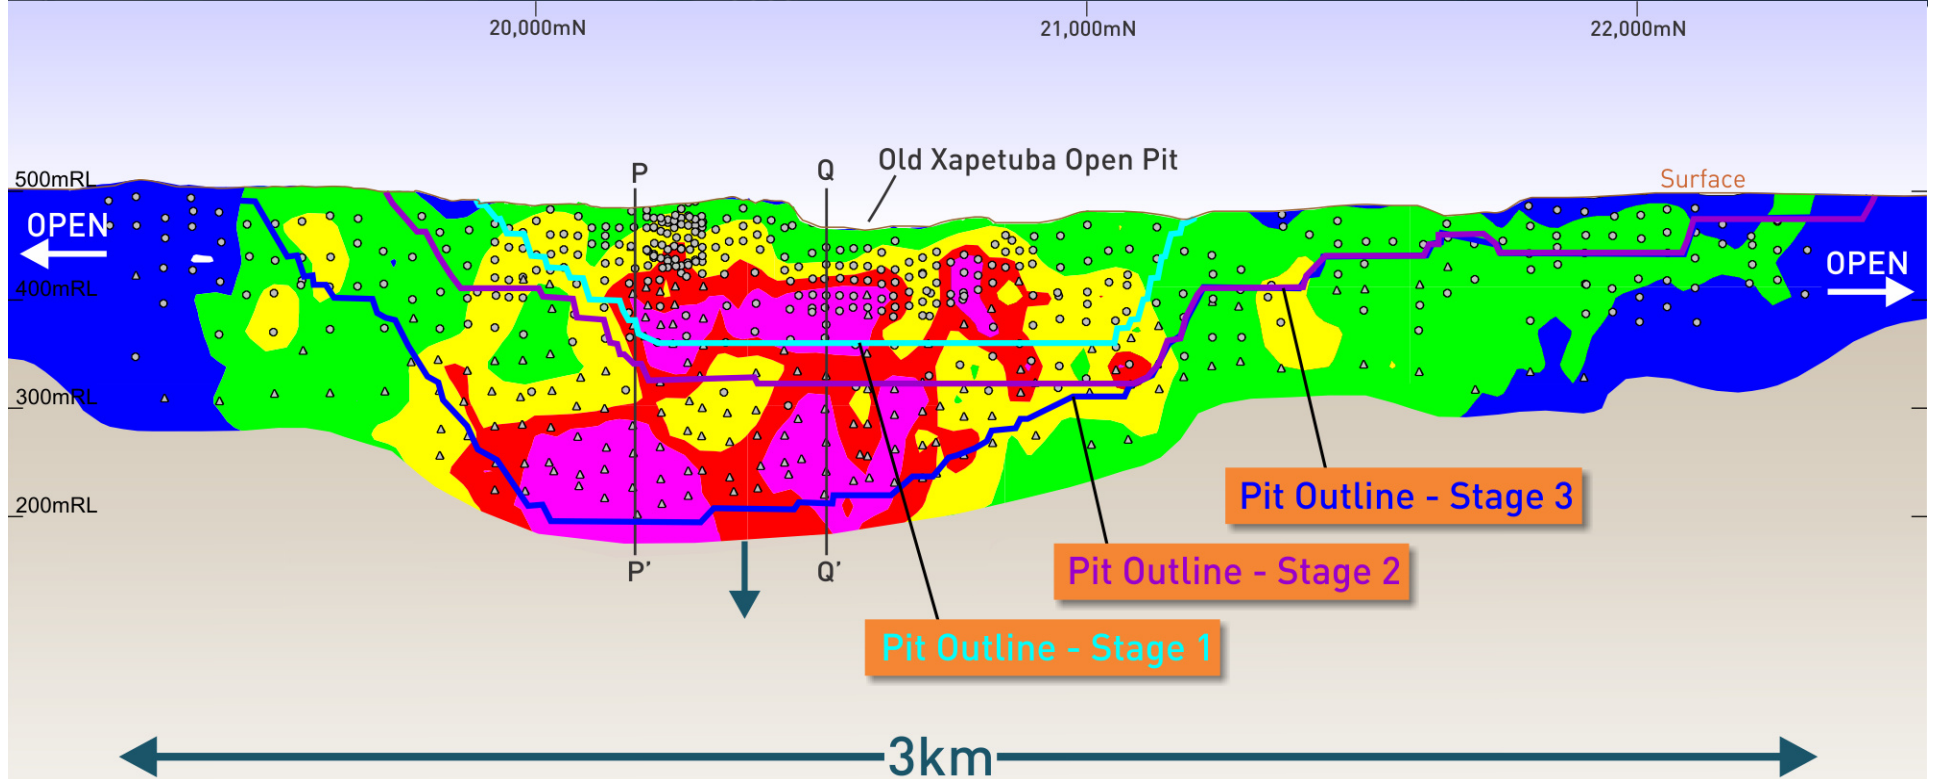 20,000mN
21,000mN
22,000mN
Old Xapetuba Open Pit
P
Q
500mRL
Surface
OPEN
OPEN
400mRL
300mRL
200mRL
Pit Outline - Stage 3
P’
Q’
Pit Outline - Stage 2
Pit Outline - Stage 1
3km